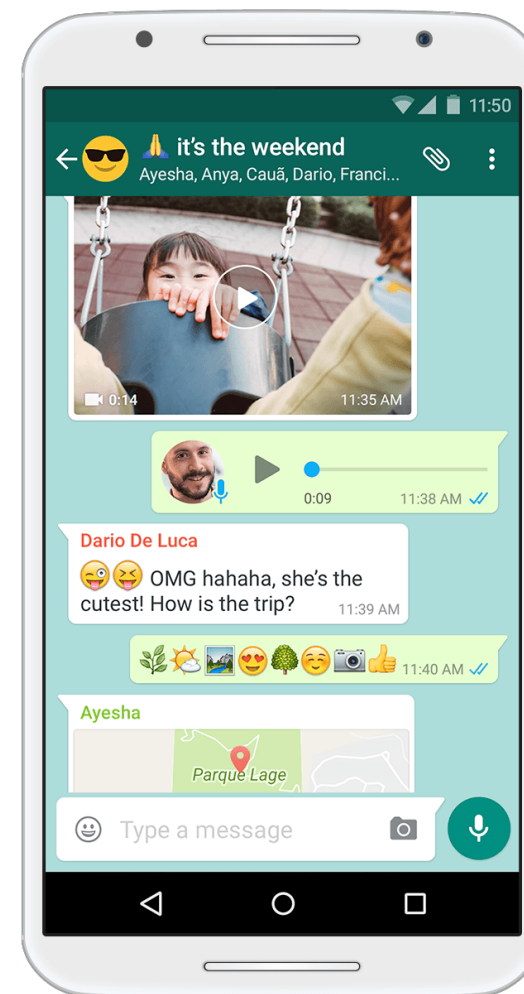 11:50
🙏 it's the weekend
Ayesha, Anya, Cauã, Dario, Franci...
0:14 11:35 AM
0:09 11:38 AM
Dario De Luca
😜😝 OMG hahaha, she's the
cutest! How is the trip? 11:39 AM
🌿🌤🏞😍🌳☺️📷👍 11:40 AM
Ayesha
Parque Lage
Type a message